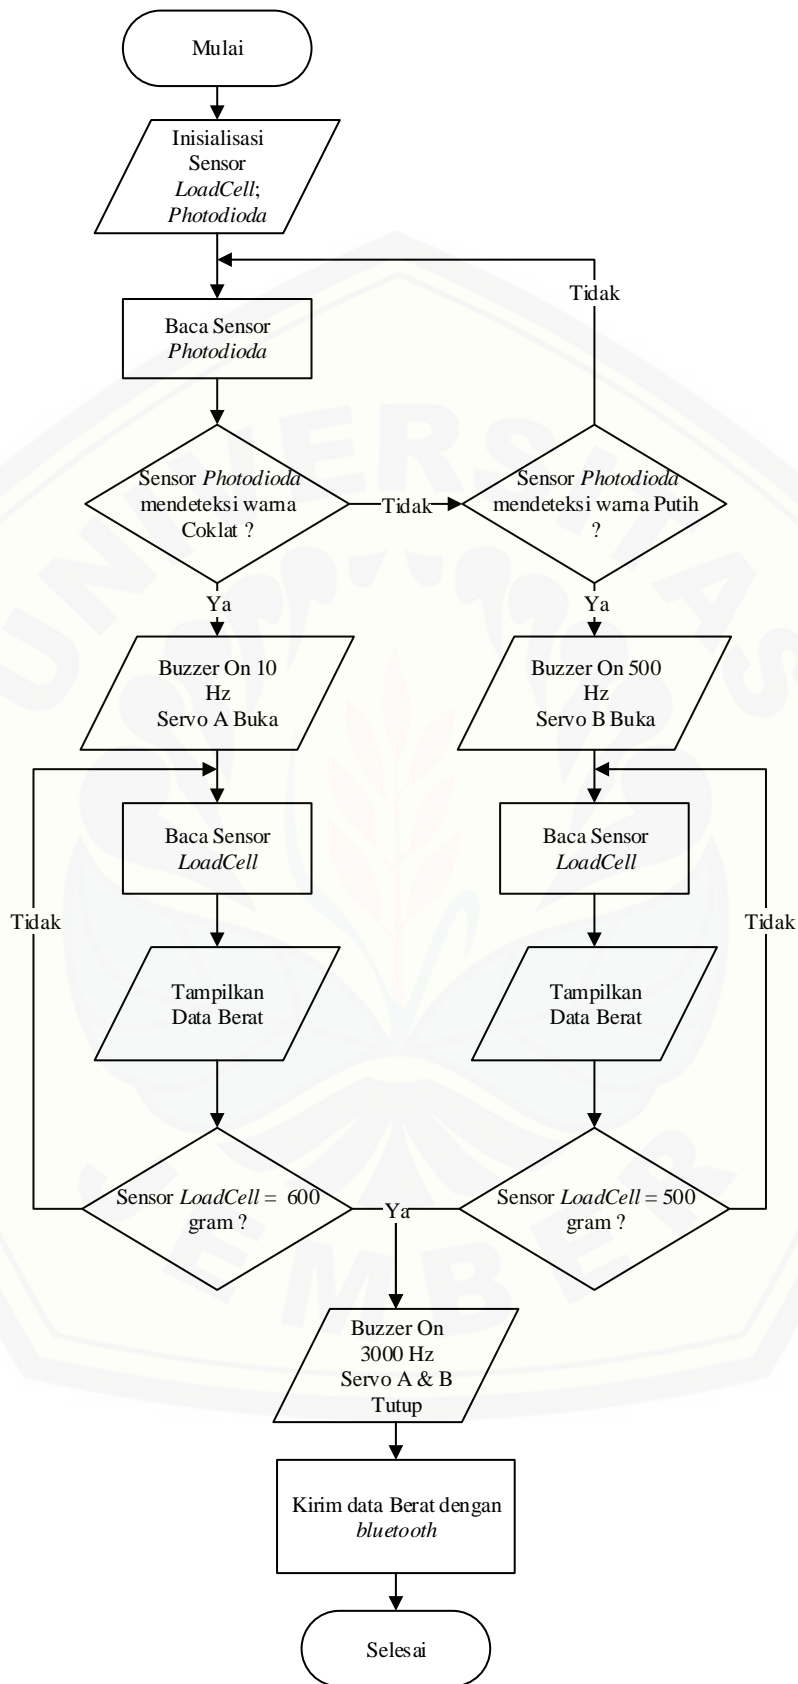 Mulai
Inisialisasi
Sensor
LoadCell;
Photodioda
Tidak
Baca Sensor
Photodioda
Sensor Photodioda
mendeteksi warna
Coklat ?
Tidak
Sensor Photodioda
mendeteksi warna Putih
?
Ya
Ya
Buzzer On 10
Hz
Servo A Buka
Buzzer On 500
Hz
Servo B Buka
Baca Sensor
LoadCell
Baca Sensor
LoadCell
Tidak
Tidak
Tampilkan
Data Berat
Tampilkan
Data Berat
Sensor LoadCell = 600
gram ?
Ya
Sensor LoadCell = 500
gram ?
Buzzer On
3000 Hz
Servo A & B
Tutup
Kirim data Berat dengan
bluetooth
Selesai
UNIVERSITAS
JEMBER